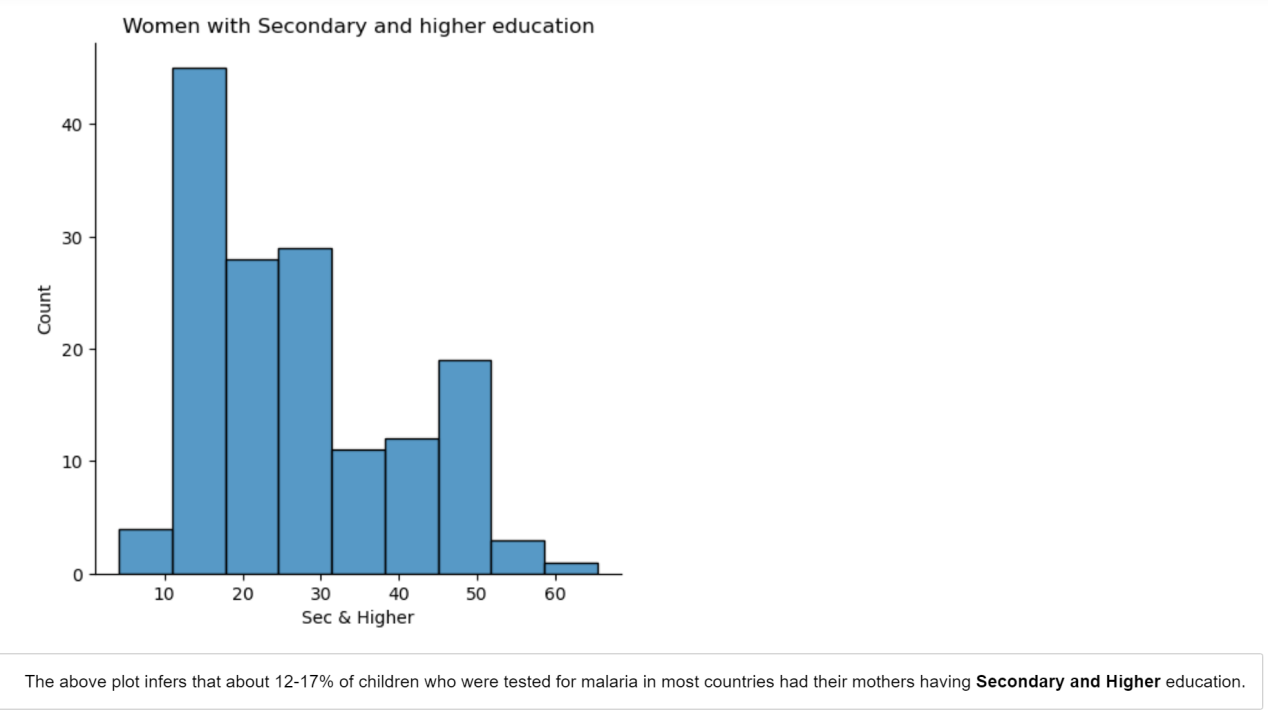 Women with Secondary and higher education
40
30
20
10
0
Count
10 20 30 40 50 60
Sec & Higher
The above plot infers that about 12-17% of children who were tested for malaria in most countries had their mothers having Secondary and Higher education.